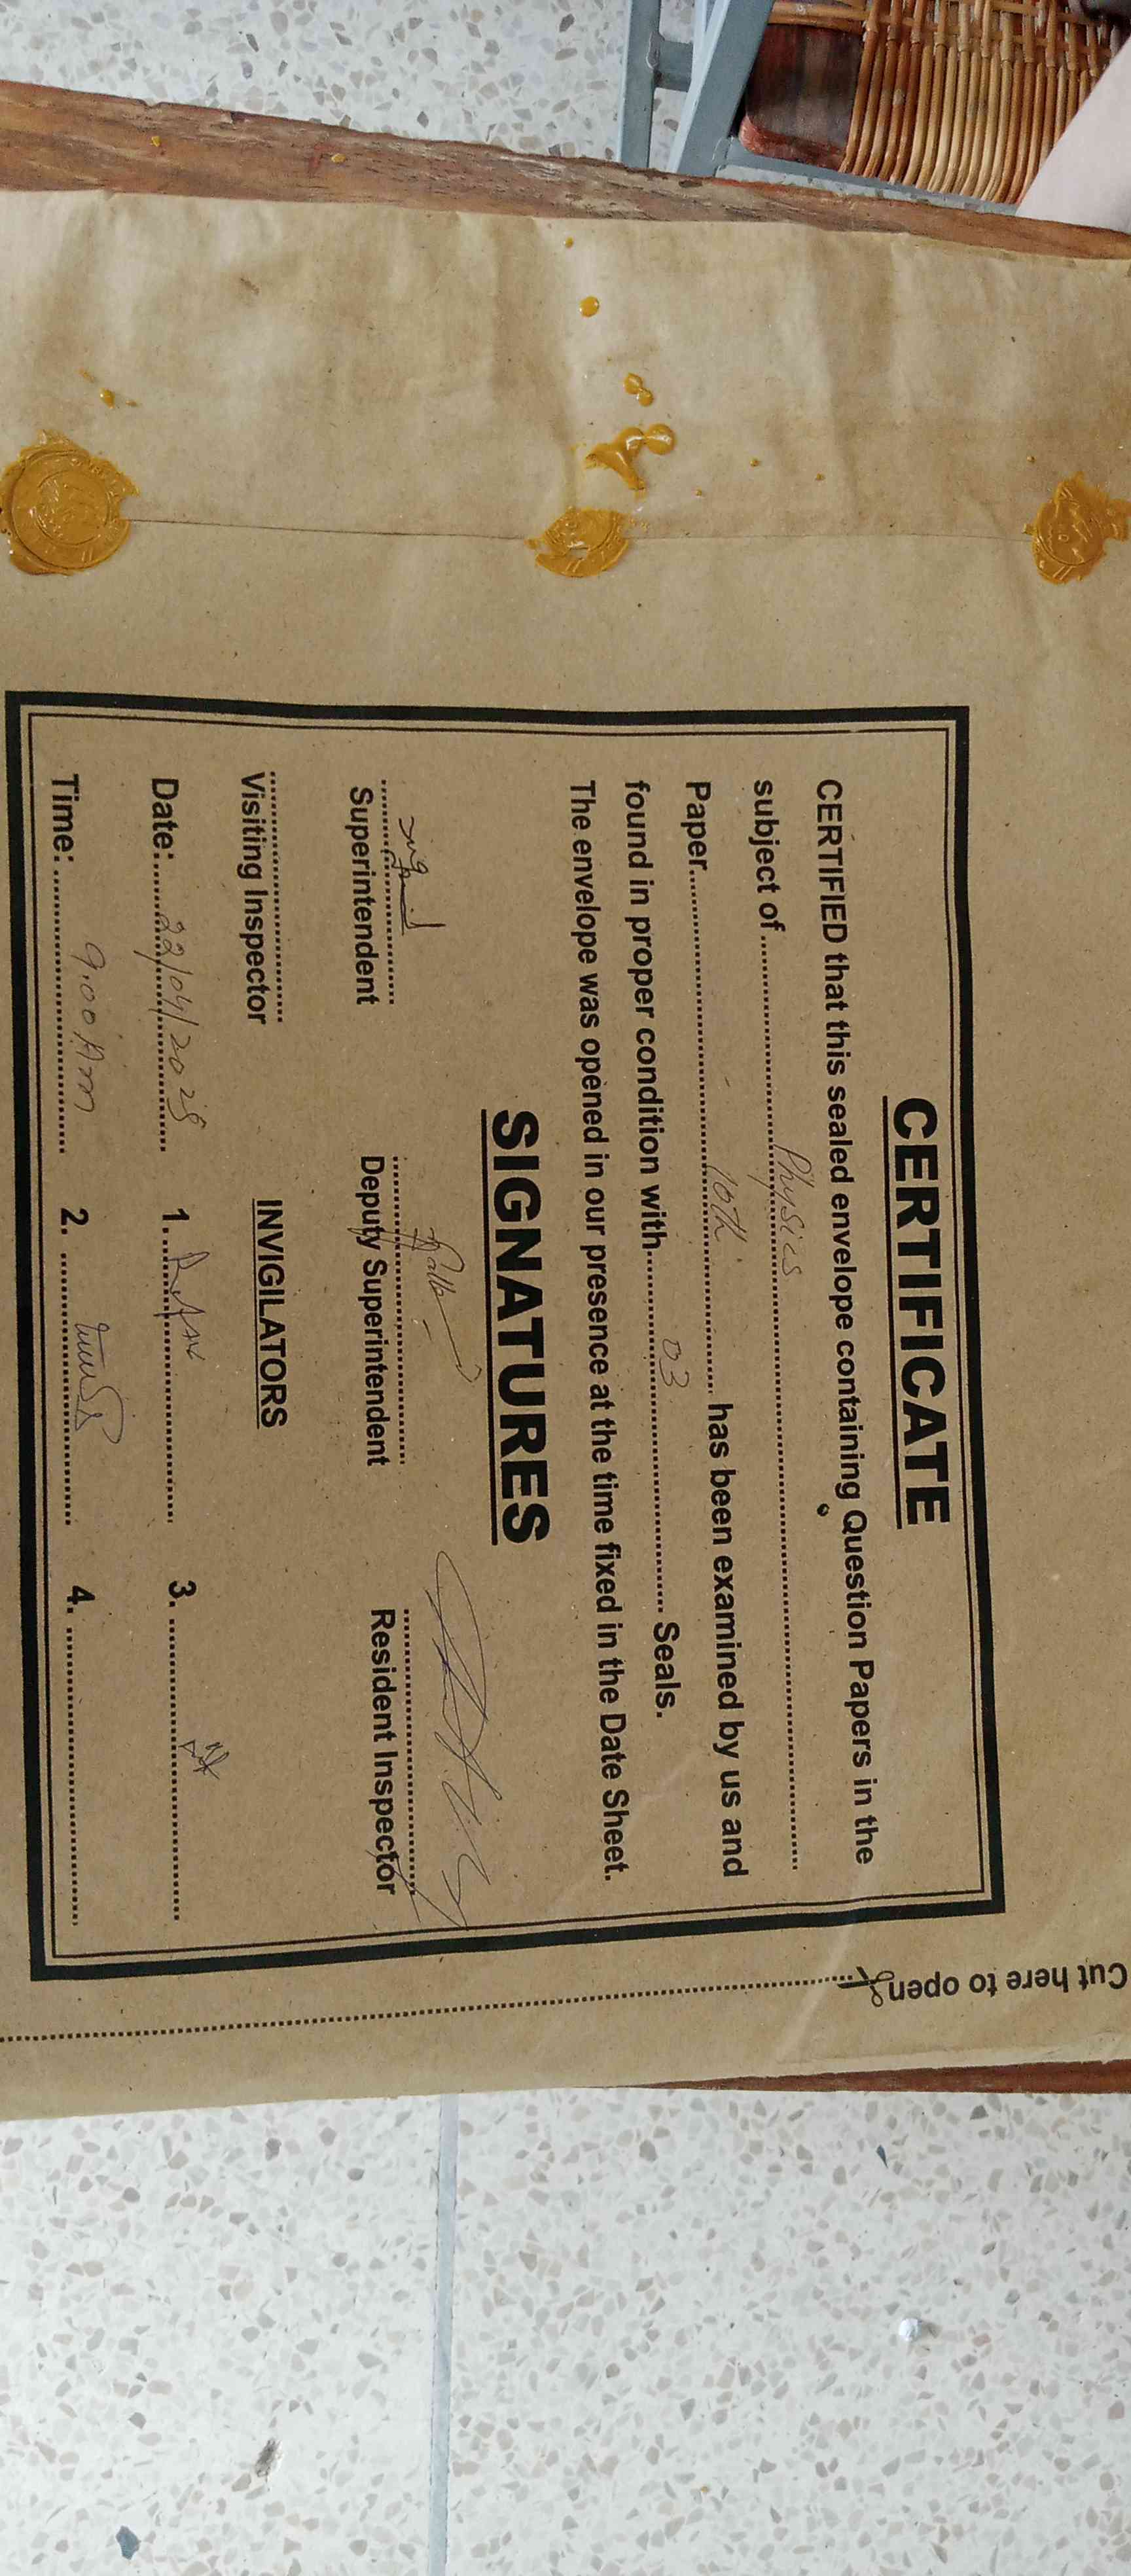 CERTIFICATE
CERTIFIED that this sealed envelope containing Question Papers in the
subject of.......Physics.......
Paper.......10th....... has been examined by us and
found in proper condition with.......03....... Seals.
The envelope was opened in our presence at the time fixed in the Date Sheet.
SIGNATURES
Superintendent Deputy Superintendent Resident Inspector
Visiting Inspector INVIGILATORS
Date:.......22/04/2025....... 1. 3.
Time: .......9.00 Am....... 2. 4.
Cut here to open